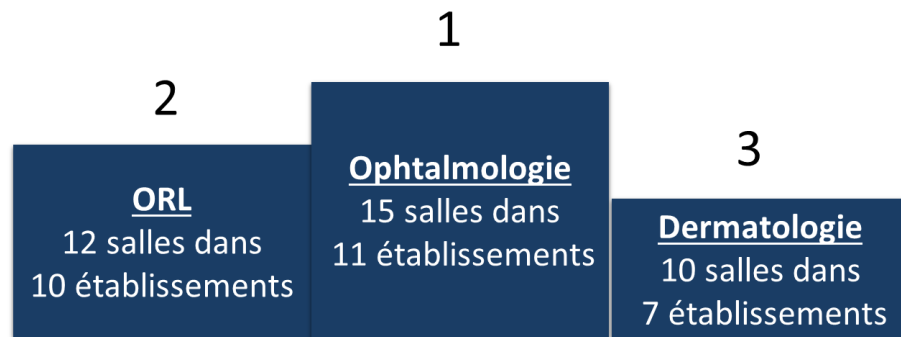 1
2
3
ORL
12 salles dans
10 établissements
Ophtalmologie
15 salles dans
11 établissements
Dermatologie
10 salles dans
7 établissements